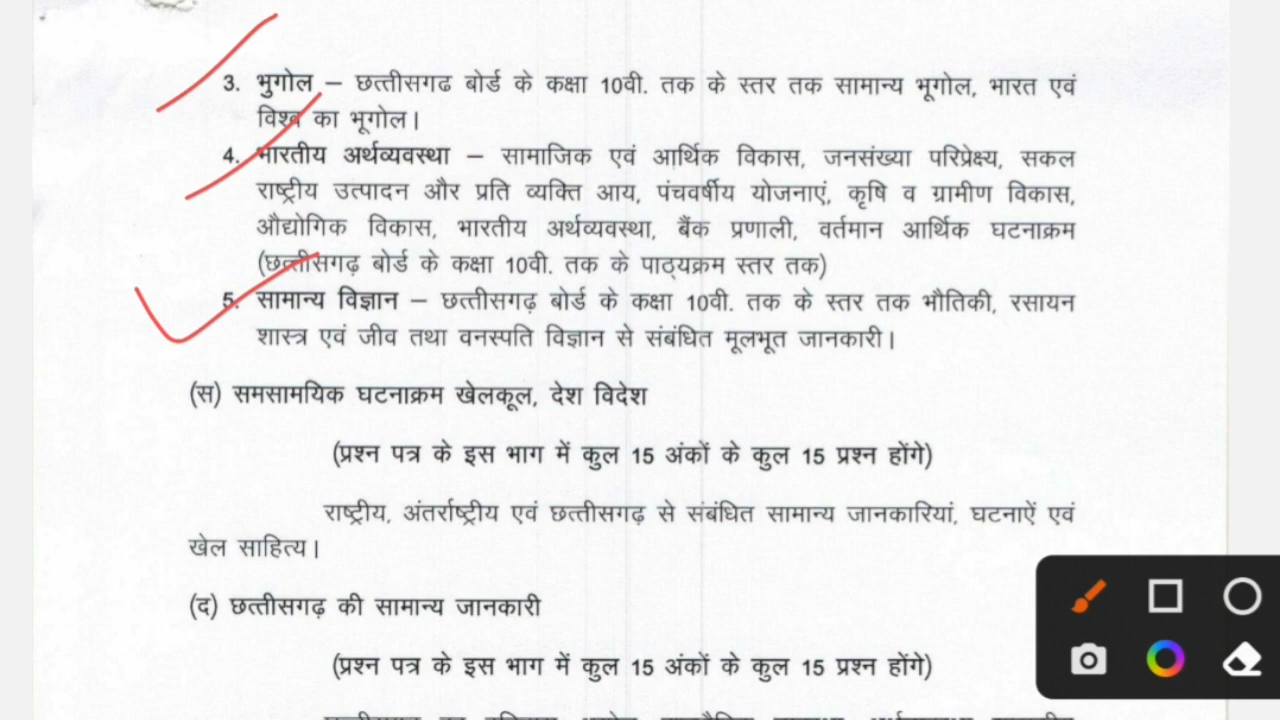 3. भुगोल – छत्तीसगढ बोर्ड के कक्षा 10वी. तक के स्तर तक सामान्य भूगोल, भारत एवं
विश्व का भूगोल।
4. भारतीय अर्थव्यवस्था – सामाजिक एवं आर्थिक विकास, जनसंख्या परिप्रेक्ष्य, सकल
राष्ट्रीय उत्पादन और प्रति व्यक्ति आय, पंचवर्षीय योजनाएं, कृषि व ग्रामीण विकास,
औद्योगिक विकास, भारतीय अर्थव्यवस्था, बैंक प्रणाली, वर्तमान आर्थिक घटनाक्रम
(छत्तीसगढ़ बोर्ड के कक्षा 10वी. तक के पाठ्यक्रम स्तर तक)
5. सामान्य विज्ञान – छत्तीसगढ़ बोर्ड के कक्षा 10वी. तक के स्तर तक भौतिकी, रसायन
शास्त्र एवं जीव तथा वनस्पति विज्ञान से संबंधित मूलभूत जानकारी।
(स) समसामयिक घटनाक्रम खेलकूल, देश विदेश
(प्रश्न पत्र के इस भाग में कुल 15 अंकों के कुल 15 प्रश्न होंगे)
राष्ट्रीय, अंतर्राष्ट्रीय एवं छत्तीसगढ़ से संबंधित सामान्य जानकारियां, घटनाऐं एवं
खेल साहित्य।
(द) छत्तीसगढ़ की सामान्य जानकारी
(प्रश्न पत्र के इस भाग में कुल 15 अंकों के कुल 15 प्रश्न होंगे)